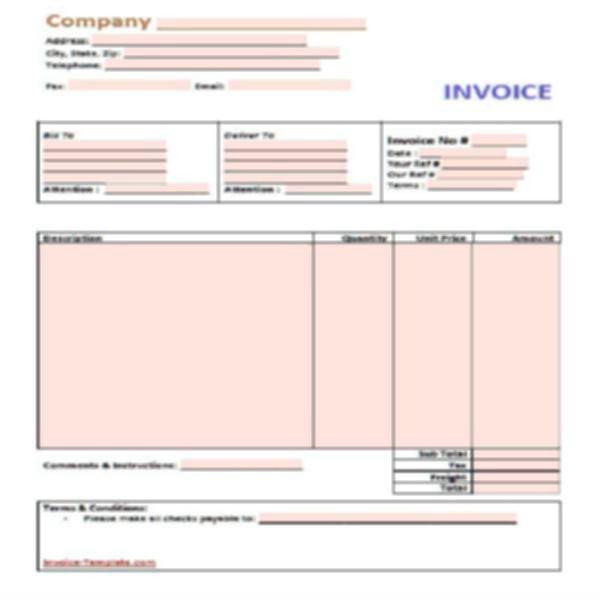 Company
Address:
City, State, Zip:
Telephone:
Fax: Email:
INVOICE
Bill To Deliver To
Invoice No #
Date :
Your Ref #
Our Ref #
Attention : Attention : Terms :
Description Quantity Unit Price Amount
Sub Total
Comments & Instructions: Tax
Freight
Total
Terms & Conditions:
- Please make all checks payable to:
Invoice-Template.com